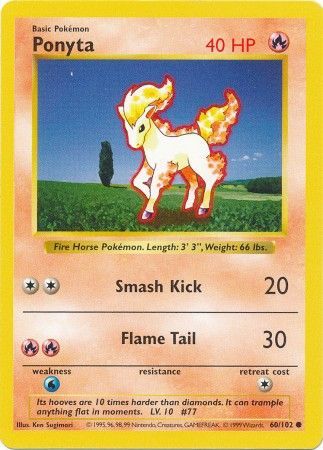 Basic Pokémon
Ponyta 40 HP
Fire Horse Pokémon. Length: 3' 3", Weight: 66 lbs.
Smash Kick 20
Flame Tail 30
weakness resistance retreat cost
Its hooves are 10 times harder than diamonds. It can trample
anything flat in moments. LV. 10 #77
Illus. Ken Sugimori ©1995, 96, 98, 99 Nintendo, Creatures, GAMEFREAK. ©1999 Wizards. 60/102